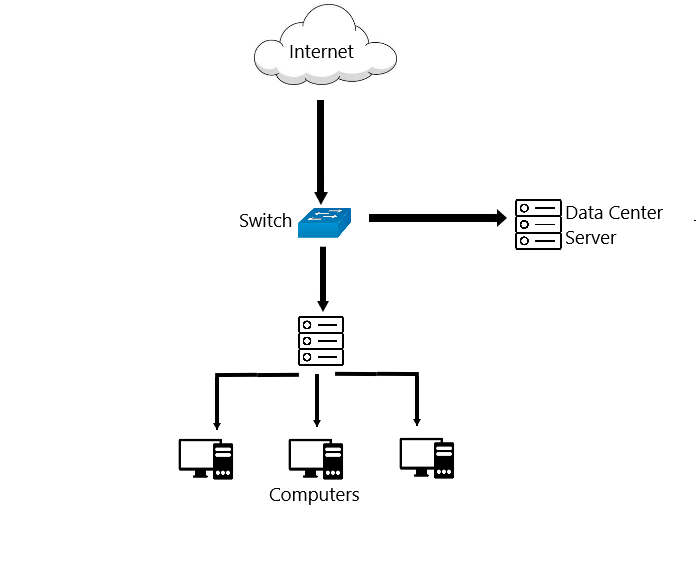 Internet
Switch
Data Center
Server
Computers